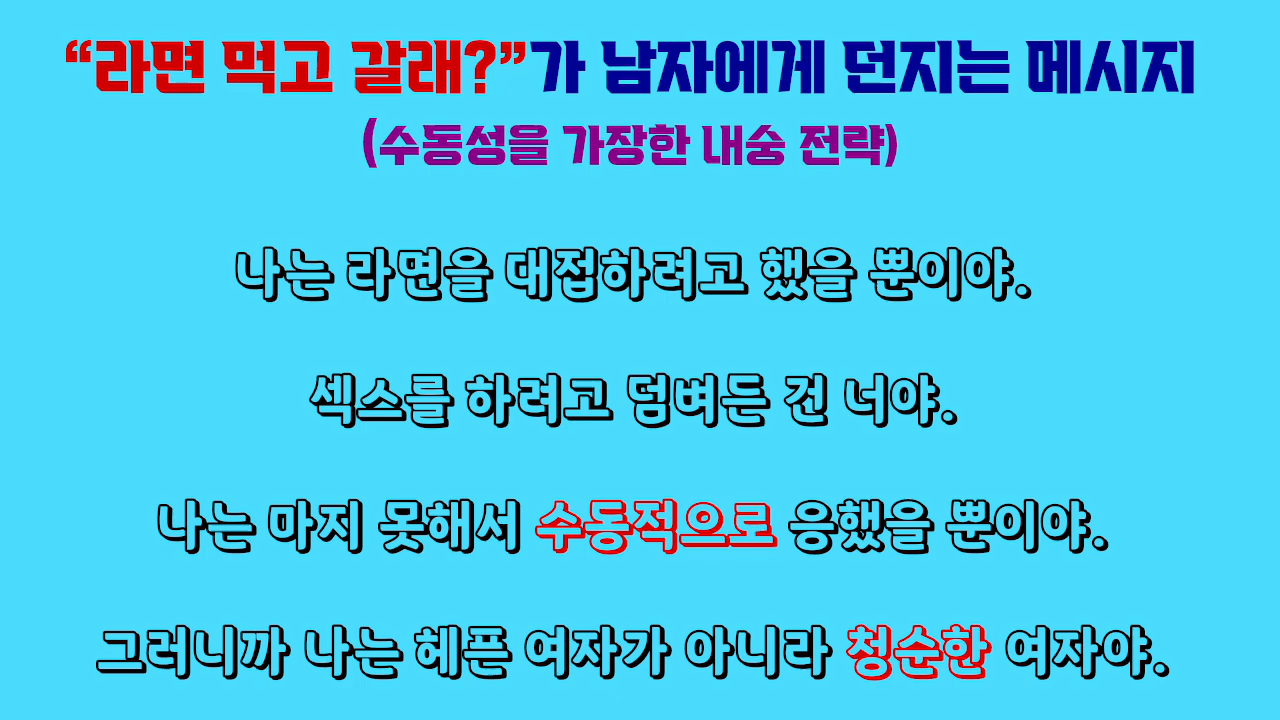 “라면 먹고 갈래?”가 남자에게 던지는 메시지
(수동성을 가장한 내숭 전략)
나는 라면을 대접하려고 했을 뿐이야.
섹스를 하려고 덤벼든 건 너야.
나는 마지 못해서 수동적으로 응했을 뿐이야.
그러니까 나는 헤픈 여자가 아니라 청순한 여자야.